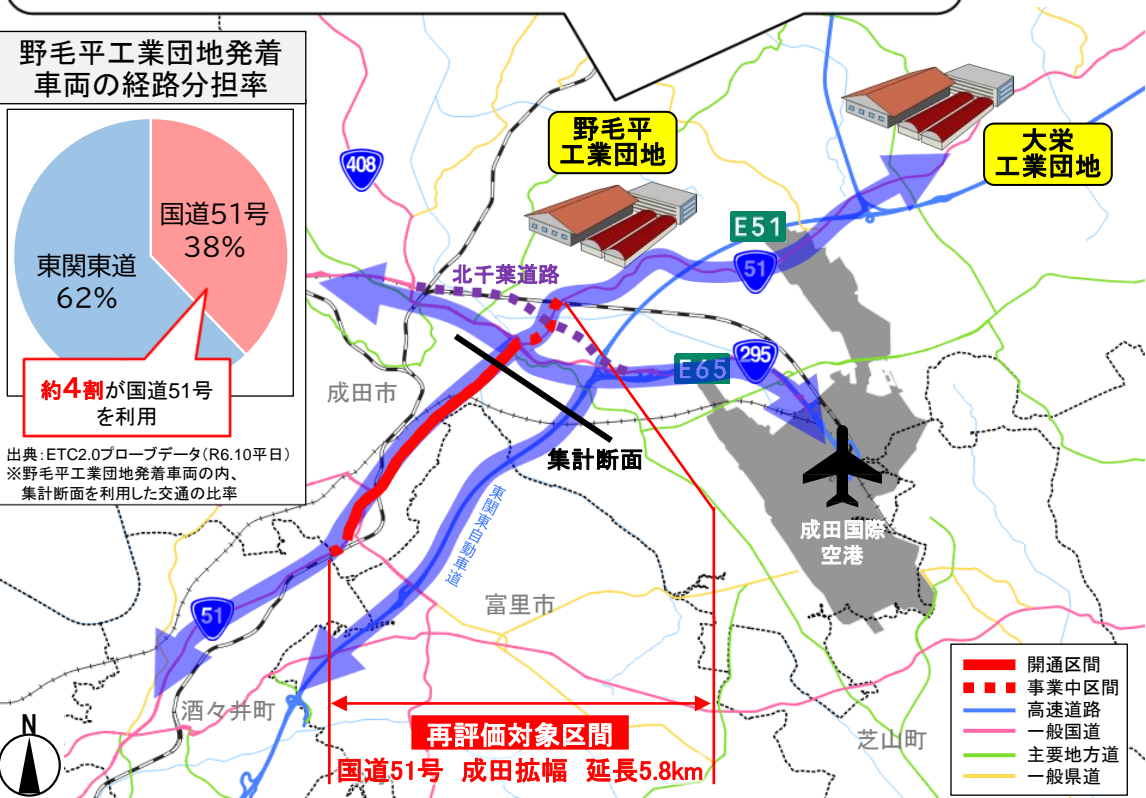 野毛平工業団地発着
車両の経路分担率
国道51号
38%
東関東道
62%
約4割が国道51号
を利用
出典:ETC2.0プローブデータ(R6.10平日)
※野毛平工業団地発着車両の内、
集計断面を利用した交通の比率
408
野毛平
工業団地
大栄
工業団地
E51
51
北千葉道路
295
E65
成田市
集計断面
東関東自動車道
成田国際
空港
富里市
51
酒々井町
芝山町
N
再評価対象区間
国道51号 成田拡幅 延長5.8km
開通区間
事業中区間
高速道路
一般国道
主要地方道
一般県道